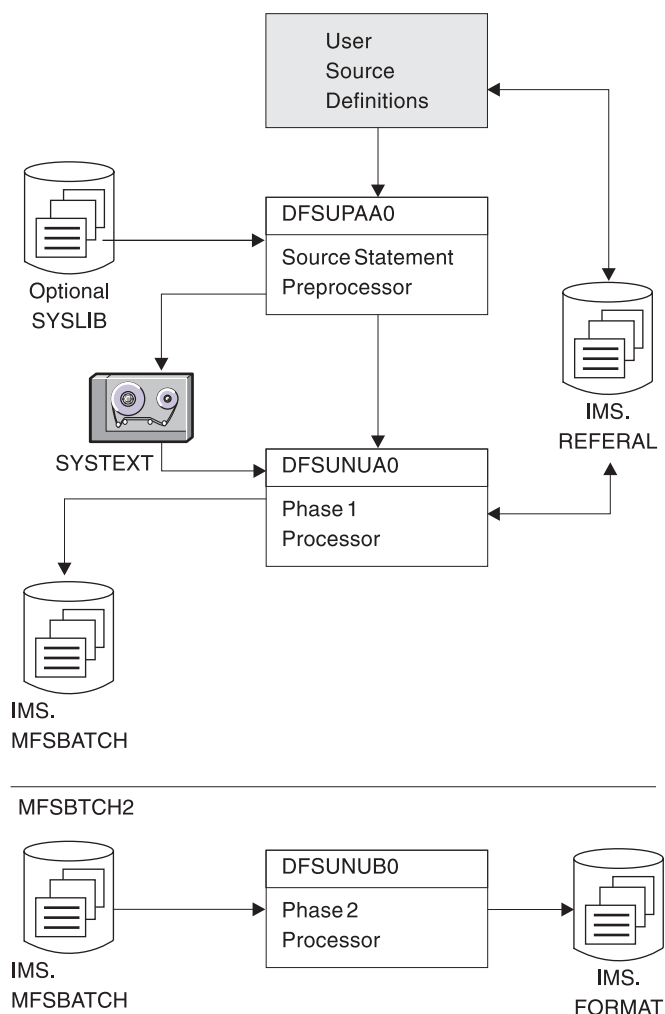 User
Source
Definitions
DFSUPAA0
Source Statement
Preprocessor
Optional
SYSLIB
IMS.
REFERAL
SYSTEXT
DFSUNUA0
Phase 1
Processor
IMS.
MFSBATCH
MFSBTCH2
DFSUNUB0
Phase 2
Processor
IMS.
MFSBATCH
IMS.
FORMAT